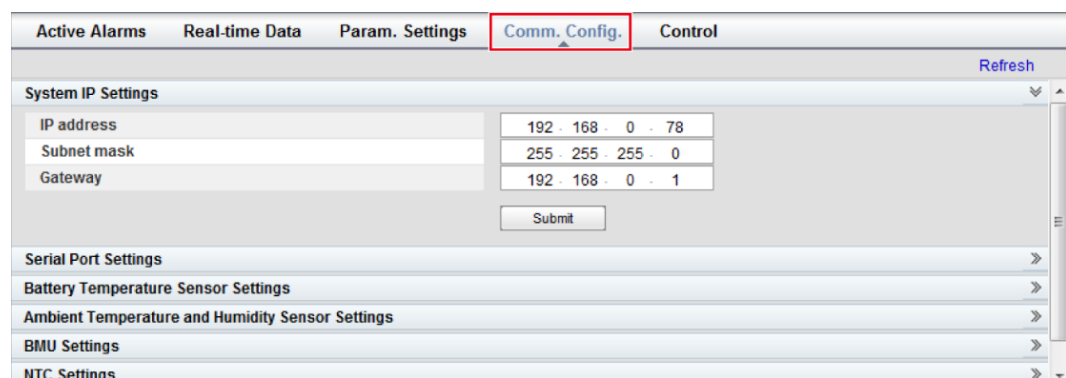 Active Alarms Real-time Data Param. Settings Comm. Config. Control
Refresh
System IP Settings
IP address 192 . 168 . 0 . 78
Subnet mask 255 . 255 . 255 . 0
Gateway 192 . 168 . 0 . 1
Submit
Serial Port Settings
Battery Temperature Sensor Settings
Ambient Temperature and Humidity Sensor Settings
BMU Settings
NTC Settings